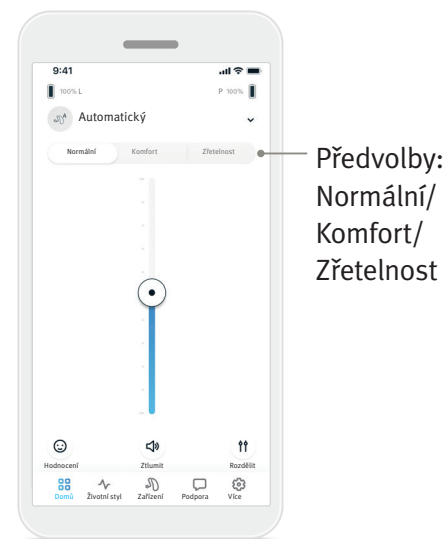 9:41
100% L
P 100%
Automatický
Normální
Komfort
Zřetelnost
Předvolby:
Normální/
Komfort/
Zřetelnost
Hodnocení
Ztlumit
Rozdělit
Domů
Životní styl
Zařízení
Podpora
Více